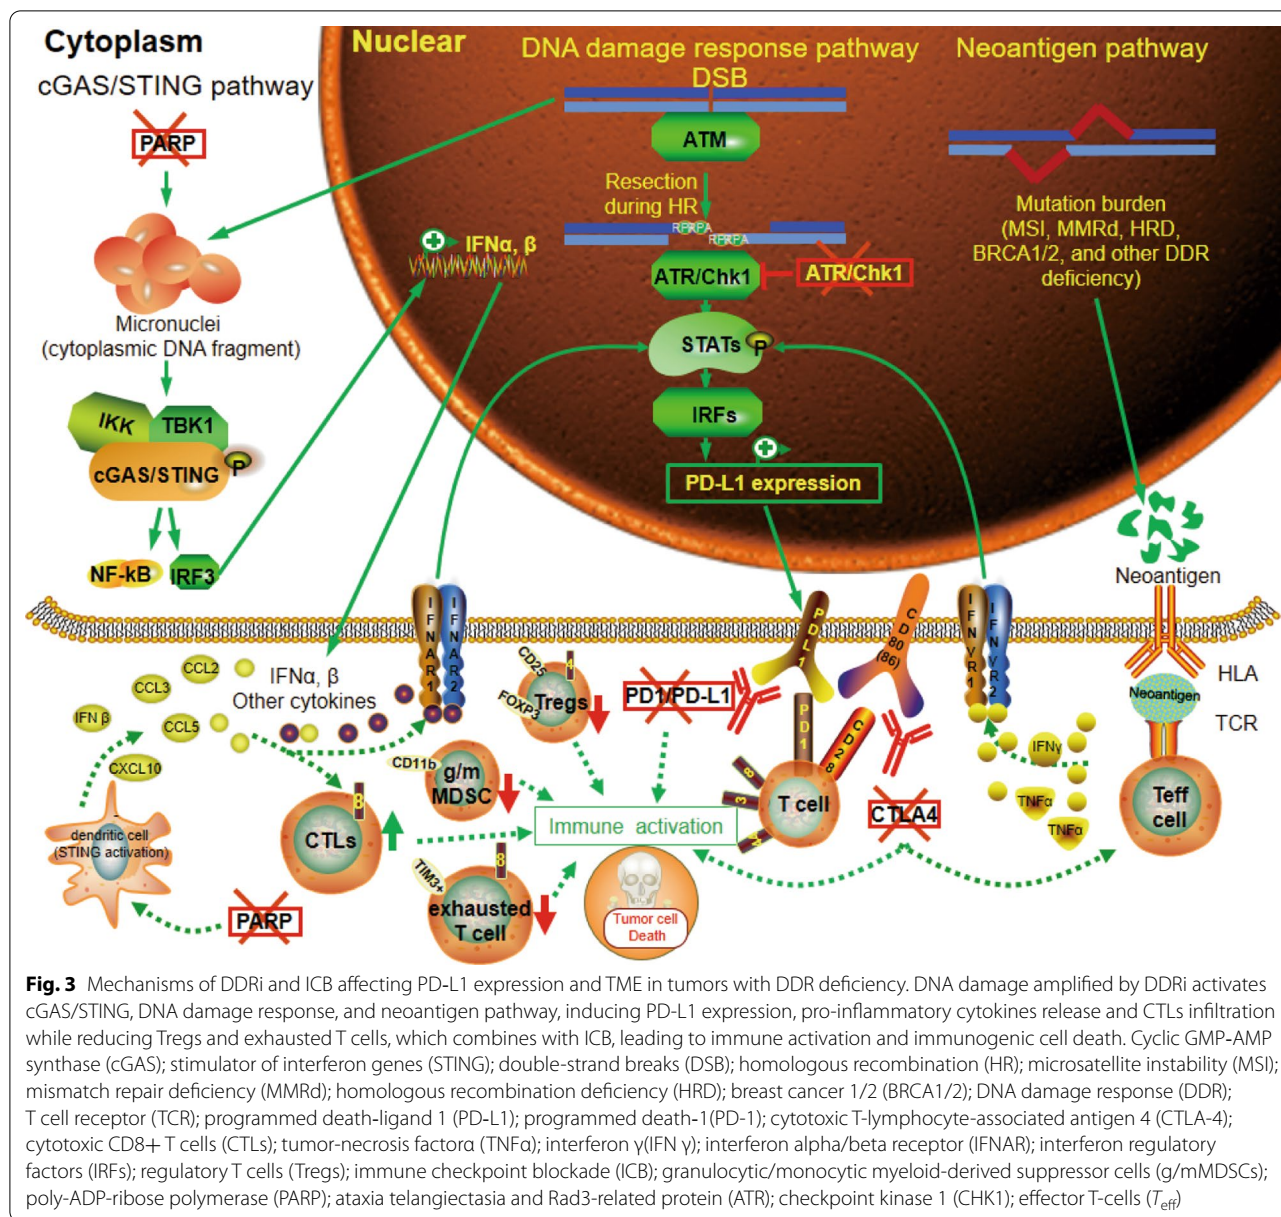 Cytoplasm
cGAS/STING pathway
PARP
Micronuclei
(cytoplasmic DNA fragment)
IKK
TBK1
cGAS/STING
P
NF-kB
IRF3
Nuclear
DNA damage response pathway
DSB
ATM
Resection
during HR
RPA
RPA
IFNα, β
ATR/Chk1
ATR/Chk1
STATs
P
IRFs
PD-L1 expression
Neoantigen pathway
Mutation burden
(MSI, MMRd, HRD,
BRCA1/2, and other DDR
deficiency)
Neoantigen
HLA
Neoantigen
TCR
Teff
cell
IFNAR1
IFNAR2
PDL1
CD80
(86)
IFNγR1
IFNγR2
CCL2
CCL3
IFN β
CCL5
CXCL10
IFNα, β
Other cytokines
dendritic cell
(STING activation)
PARP
8
CTLs
CD25
4
FOXP3
Tregs
CD11b
g/m
MDSC
TIM3+
8
exhausted
T cell
PD1/PD-L1
Immune activation
Tumor cell
Death
PD1
CD28
8
3
4
T cell
CTLA4
IFNγ
TNFα
TNFα
Fig. 3 Mechanisms of DDRi and ICB affecting PD-L1 expression and TME in tumors with DDR deficiency. DNA damage amplified by DDRi activates
cGAS/STING, DNA damage response, and neoantigen pathway, inducing PD-L1 expression, pro-inflammatory cytokines release and CTLs infiltration
while reducing Tregs and exhausted T cells, which combines with ICB, leading to immune activation and immunogenic cell death. Cyclic GMP-AMP
synthase (cGAS); stimulator of interferon genes (STING); double-strand breaks (DSB); homologous recombination (HR); microsatellite instability (MSI);
mismatch repair deficiency (MMRd); homologous recombination deficiency (HRD); breast cancer 1/2 (BRCA1/2); DNA damage response (DDR);
T cell receptor (TCR); programmed death-ligand 1 (PD-L1); programmed death-1(PD-1); cytotoxic T-lymphocyte-associated antigen 4 (CTLA-4);
cytotoxic CD8+ T cells (CTLs); tumor-necrosis factorα (TNFα); interferon γ(IFN γ); interferon alpha/beta receptor (IFNAR); interferon regulatory
factors (IRFs); regulatory T cells (Tregs); immune checkpoint blockade (ICB); granulocytic/monocytic myeloid-derived suppressor cells (g/mMDSCs);
poly-ADP-ribose polymerase (PARP); ataxia telangiectasia and Rad3-related protein (ATR); checkpoint kinase 1 (CHK1); effector T-cells (Teff)